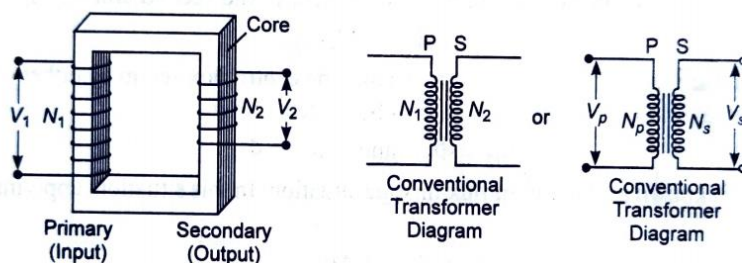 Core
P S
P S
V1 N1
N2 V2
N1 N2
or
Vp Np Ns Vs
Primary
(Input)
Secondary
(Output)
Conventional
Transformer
Diagram
Conventional
Transformer
Diagram